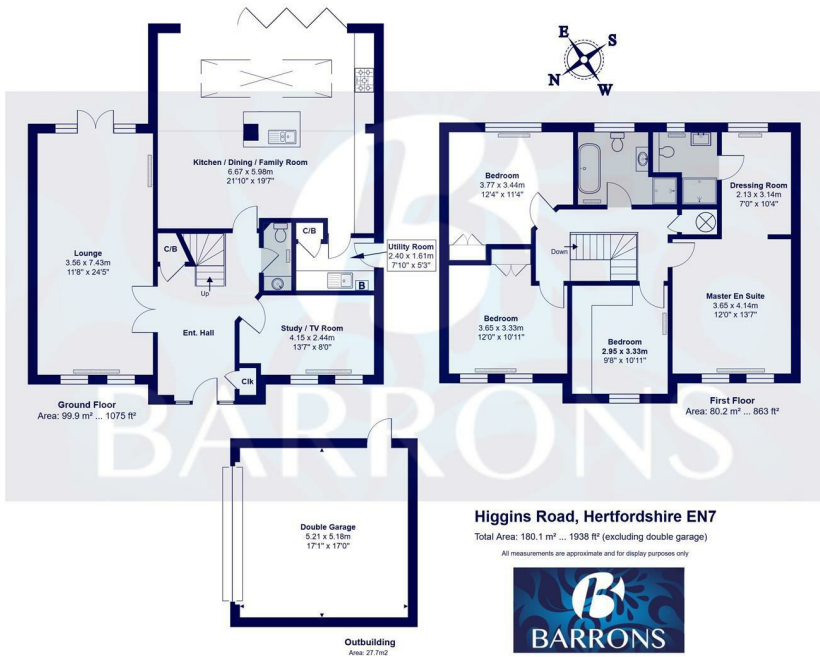 E
S
N
W
Kitchen / Dining / Family Room
6.67 x 5.98m
21'10" x 19'7"
Lounge
3.56 x 7.43m
11'8" x 24'5"
C/B
Up
C/B
Utility Room
2.40 x 1.61m
7'10" x 5'3"
B
Ent. Hall
Study / TV Room
4.15 x 2.44m
13'7" x 8'0"
Clk
Ground Floor
Area: 99.9 m² ... 1075 ft²
Bedroom
3.77 x 3.44m
12'4" x 11'4"
Dressing Room
2.13 x 3.14m
7'0" x 10'4"
Down
Master En Suite
3.65 x 4.14m
12'0" x 13'7"
Bedroom
3.65 x 3.33m
12'0" x 10'11"
Bedroom
2.95 x 3.33m
9'8" x 10'11"
First Floor
Area: 80.2 m² ... 863 ft²
BARRONS
Double Garage
5.21 x 5.18m
17'1" x 17'0"
Outbuilding
Area: 27.7m2
Higgins Road, Hertfordshire EN7
Total Area: 180.1 m² ... 1938 ft² (excluding double garage)
All measurements are approximate and for display purposes only
B
BARRONS